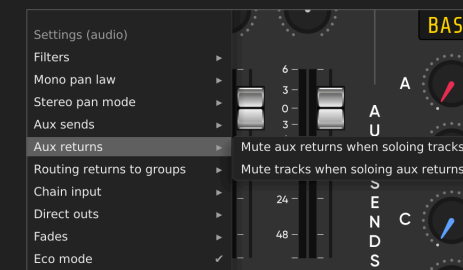 BAS
Settings (audio)
Filters
Mono pan law
Stereo pan mode
Aux sends
Aux returns
Routing returns to groups
Chain input
Direct outs
Fades
Eco mode
Mute aux returns when soloing tracks
Mute tracks when soloing aux returns
6
3
0
3
24
48
A
U
S
E
N
D
S
A
C